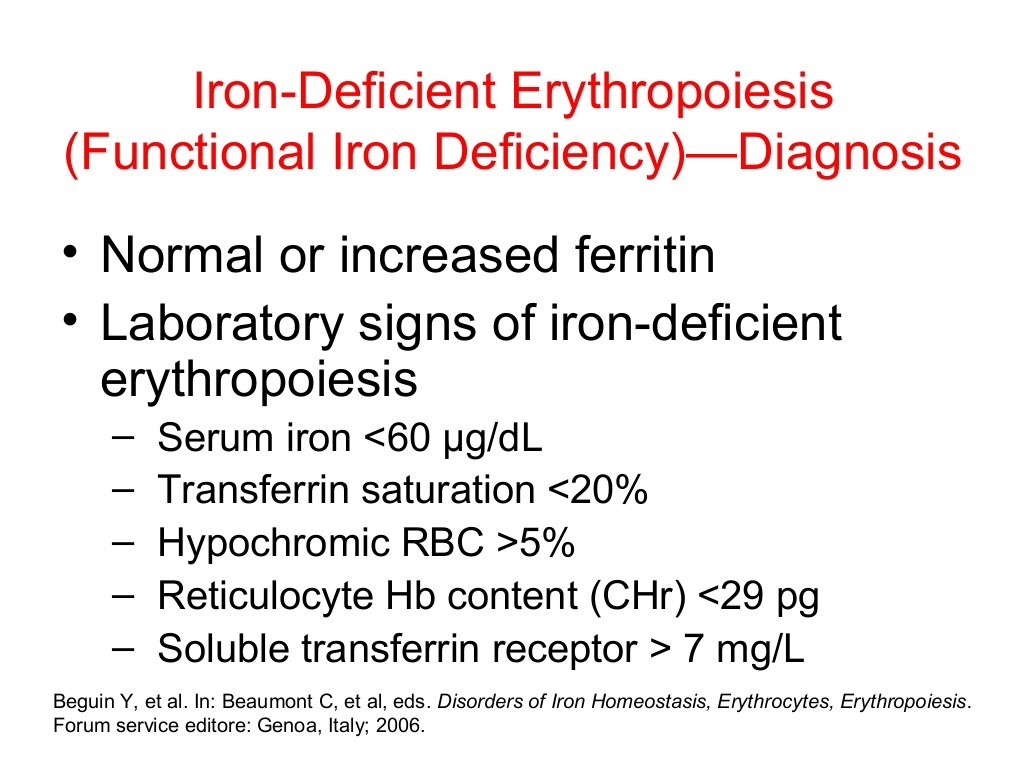 Iron-Deficient Erythropoiesis
(Functional Iron Deficiency)—Diagnosis
• Normal or increased ferritin
• Laboratory signs of iron-deficient
erythropoiesis
– Serum iron <60 µg/dL
– Transferrin saturation <20%
– Hypochromic RBC >5%
– Reticulocyte Hb content (CHr) <29 pg
– Soluble transferrin receptor > 7 mg/L
Beguin Y, et al. In: Beaumont C, et al, eds. Disorders of Iron Homeostasis, Erythrocytes, Erythropoiesis.
Forum service editore: Genoa, Italy; 2006.